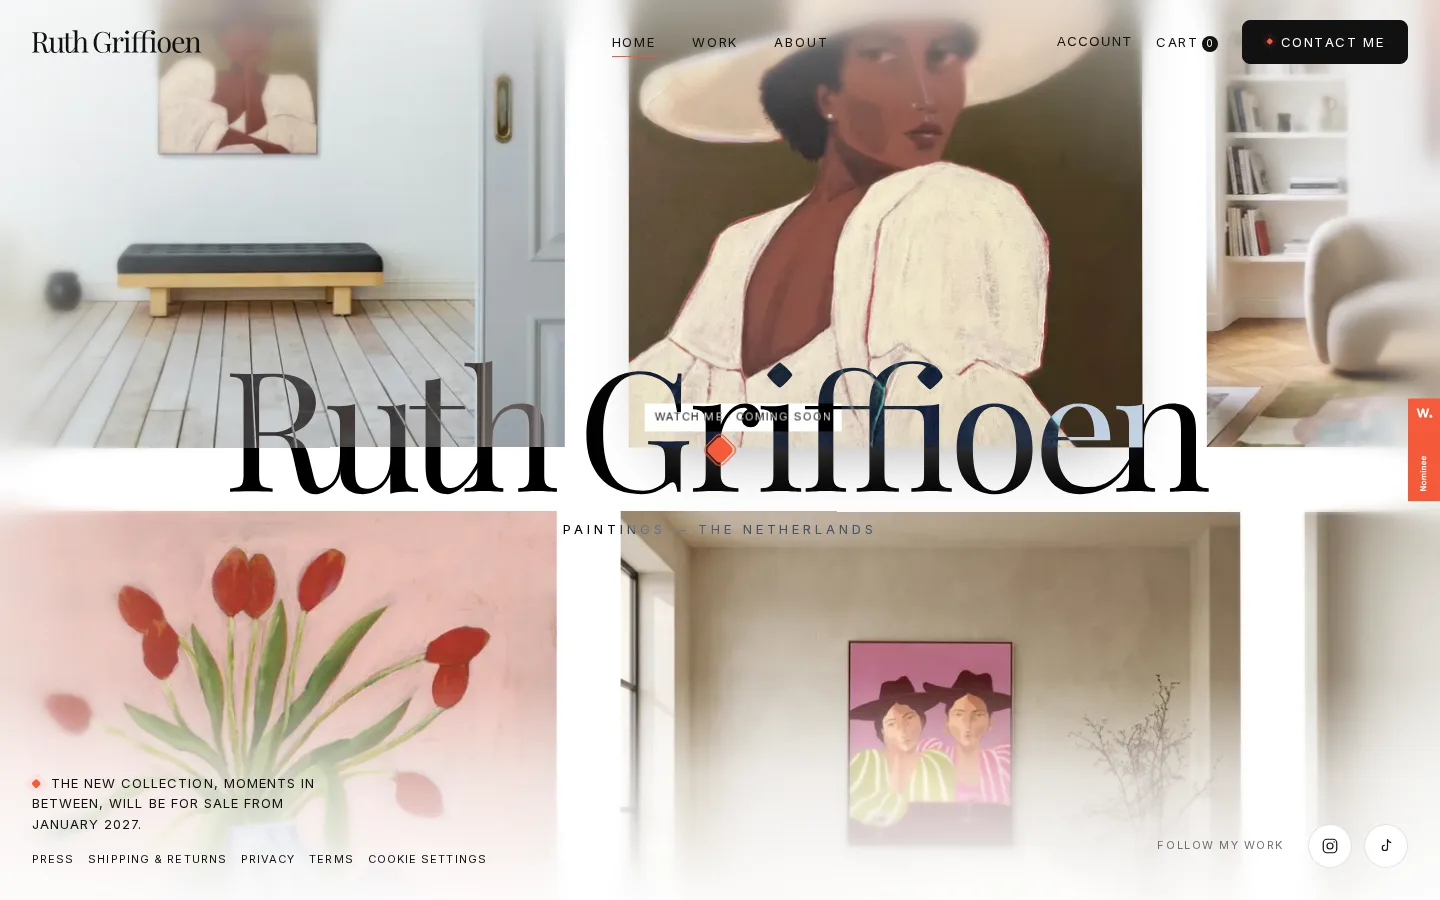 Ruth Griffioen
HOME
WORK
ABOUT
ACCOUNT
CART 0
CONTACT ME
Ruth Griffioen
WATCH ME - COMING SOON
PAINTINGS — THE NETHERLANDS
W.
Nominee
THE NEW COLLECTION, MOMENTS IN
BETWEEN, WILL BE FOR SALE FROM
JANUARY 2027.
PRESS
SHIPPING & RETURNS
PRIVACY
TERMS
COOKIE SETTINGS
FOLLOW MY WORK